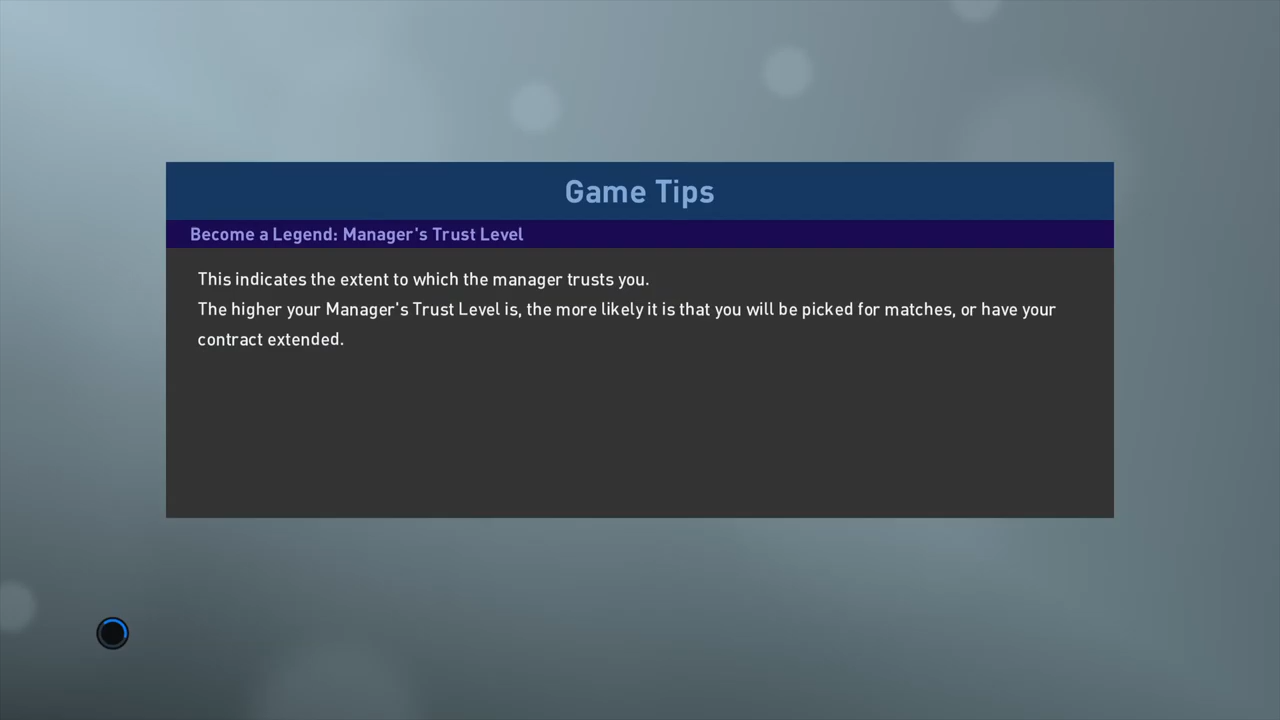 Game Tips
Become a Legend: Manager's Trust Level
This indicates the extent to which the manager trusts you.
The higher your Manager's Trust Level is, the more likely it is that you will be picked for matches, or have your
contract extended.